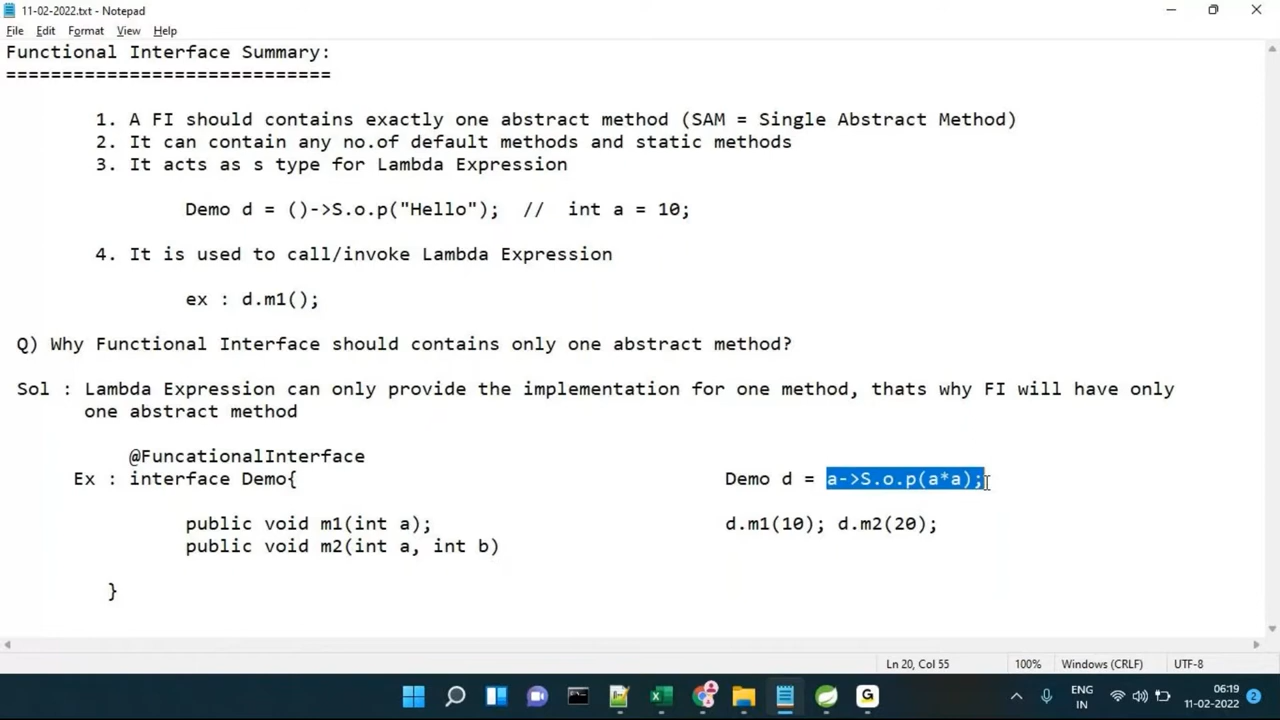 11-02-2022.txt - Notepad
File Edit Format View Help
Functional Interface Summary:
=============================
1. A FI should contains exactly one abstract method (SAM = Single Abstract Method)
2. It can contain any no.of default methods and static methods
3. It acts as s type for Lambda Expression
Demo d = ()->S.o.p("Hello"); // int a = 10;
4. It is used to call/invoke Lambda Expression
ex : d.m1();
Q) Why Functional Interface should contains only one abstract method?
Sol : Lambda Expression can only provide the implementation for one method, thats why FI will have only
one abstract method
@FuncationalInterface
Ex : interface Demo{ Demo d = a->S.o.p(a*a);
public void m1(int a); d.m1(10); d.m2(20);
public void m2(int a, int b)
}
Ln 20, Col 55 100% Windows (CRLF) UTF-8
ENG 06:19
IN 11-02-2022 2